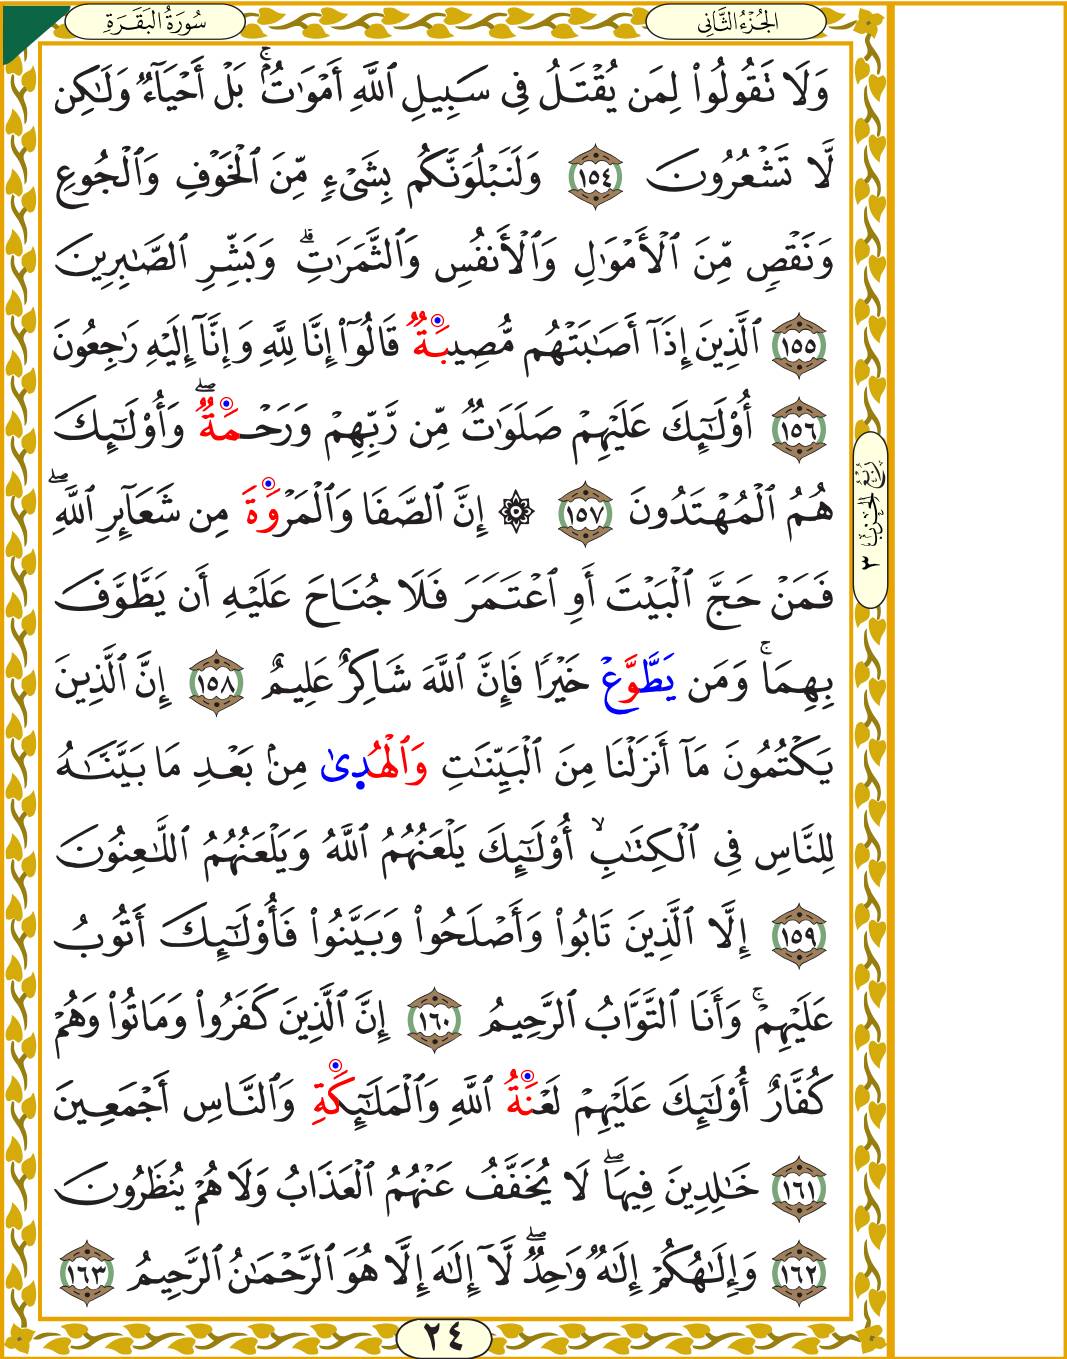 الجُزْءُ الثَّانِي
سُورَةُ البَقَرَةِ
وَلَا تَقُولُوا۟ لِمَن يُقْتَلُ فِى سَبِيلِ ٱللَّهِ أَمْوَٰتٌۢ ۚ بَلْ أَحْيَآءٌ وَلَـٰكِن
لَّا تَشْعُرُونَ ١٥٤ وَلَنَبْلُوَنَّكُم بِشَىْءٍ مِّنَ ٱلْخَوْفِ وَٱلْجُوعِ
وَنَقْصٍ مِّنَ ٱلْأَمْوَٰلِ وَٱلْأَنفُسِ وَٱلثَّمَرَٰتِ ۗ وَبَشِّرِ ٱلصَّـٰبِرِينَ
١٥٥ ٱلَّذِينَ إِذَآ أَصَـٰبَتْهُم مُّصِيبَةٌ قَالُوٓا۟ إِنَّا لِلَّهِ وَإِنَّآ إِلَيْهِ رَٰجِعُونَ
١٥٦ أُو۟لَـٰٓئِكَ عَلَيْهِمْ صَلَوَٰتٌ مِّن رَّبِّهِمْ وَرَحْمَةٌ ۖ وَأُو۟لَـٰٓئِكَ
هُمُ ٱلْمُهْتَدُونَ ١٥٧ ۞ إِنَّ ٱلصَّفَا وَٱلْمَرْوَةَ مِن شَعَآئِرِ ٱللَّهِ ۖ
فَمَنْ حَجَّ ٱلْبَيْتَ أَوِ ٱعْتَمَرَ فَلَا جُنَاحَ عَلَيْهِ أَن يَطَّوَّفَ
بِهِمَا ۚ وَمَن يَطَّوَّعْ خَيْرًا فَإِنَّ ٱللَّهَ شَاكِرٌ عَلِيمٌ ١٥٨ إِنَّ ٱلَّذِينَ
يَكْتُمُونَ مَآ أَنزَلْنَا مِنَ ٱلْبَيِّنَـٰتِ وَٱلْهُدَىٰ مِنۢ بَعْدِ مَا بَيَّنَّـٰهُ
لِلنَّاسِ فِى ٱلْكِتَـٰبِ ۙ أُو۟لَـٰٓئِكَ يَلْعَنُهُمُ ٱللَّهُ وَيَلْعَنُهُمُ ٱللَّـٰعِنُونَ
١٥٩ إِلَّا ٱلَّذِينَ تَابُوا۟ وَأَصْلَحُوا۟ وَبَيَّنُوا۟ فَأُو۟لَـٰٓئِكَ أَتُوبُ
عَلَيْهِمْ ۚ وَأَنَا ٱلتَّوَّابُ ٱلرَّحِيمُ ١٦٠ إِنَّ ٱلَّذِينَ كَفَرُوا۟ وَمَاتُوا۟ وَهُمْ
كُفَّارٌ أُو۟لَـٰٓئِكَ عَلَيْهِمْ لَعْنَةُ ٱللَّهِ وَٱلْمَلَـٰٓئِكَةِ وَٱلنَّاسِ أَجْمَعِينَ
١٦١ خَـٰلِدِينَ فِيهَا ۖ لَا يُخَفَّفُ عَنْهُمُ ٱلْعَذَابُ وَلَا هُمْ يُنظَرُونَ
١٦٢ وَإِلَـٰهُكُمْ إِلَـٰهٌ وَٰحِدٌ ۖ لَّآ إِلَـٰهَ إِلَّا هُوَ ٱلرَّحْمَـٰنُ ٱلرَّحِيمُ ١٦٣
رُبْعُ الحِزْبِ ٣
٢٤